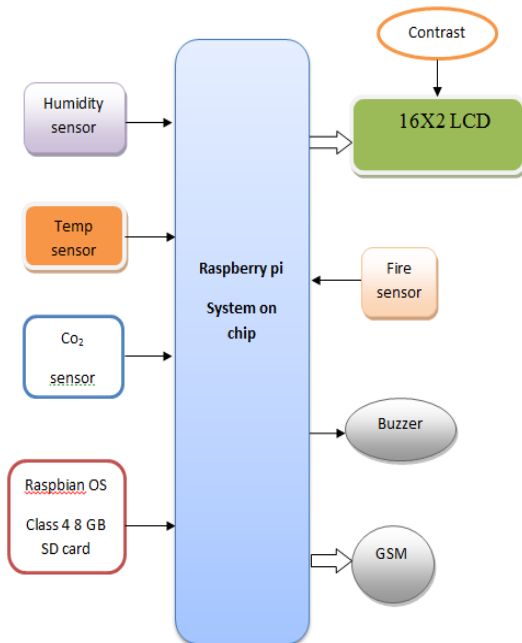 Contrast
Humidity
sensor
16X2 LCD
Temp
sensor
Raspberry pi
System on
chip
Fire
sensor
Co₂
sensor
Buzzer
Raspbian OS
Class 4 8 GB
SD card
GSM